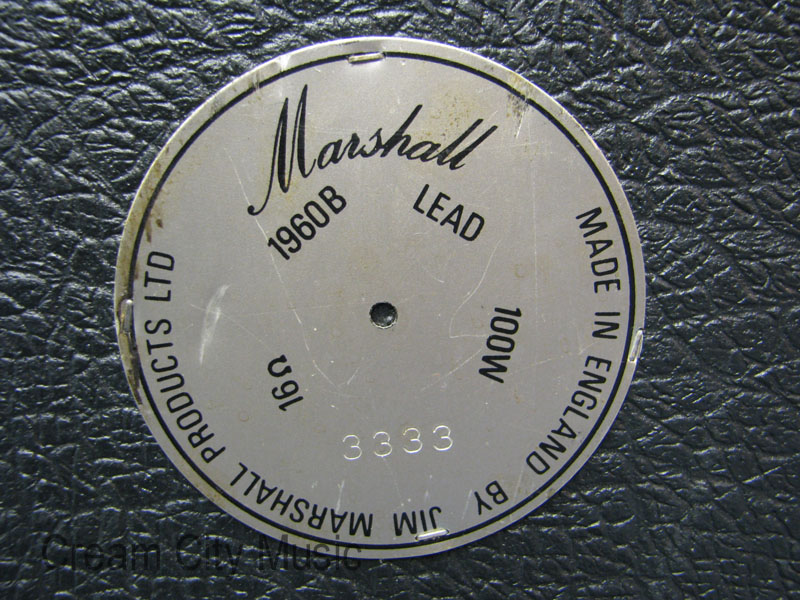 Marshall
1960B LEAD
16Ω 100W
3333
MADE IN ENGLAND BY JIM MARSHALL PRODUCTS LTD
Cream City Music